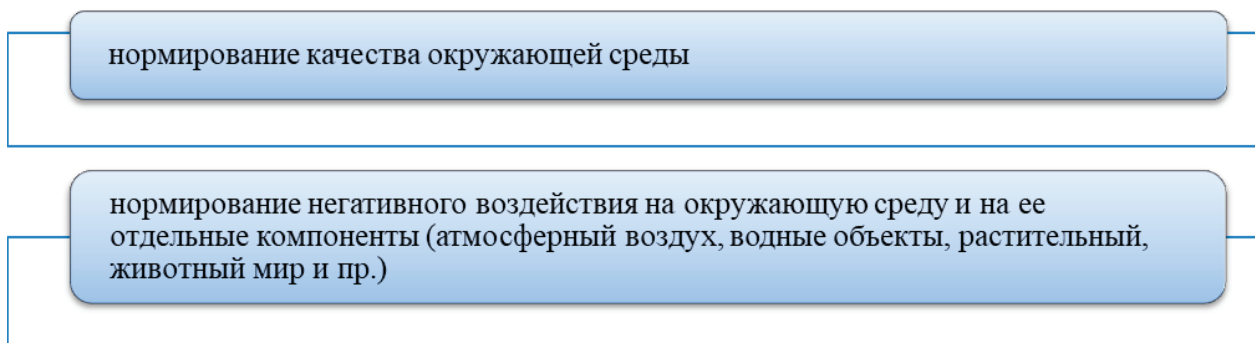 нормирование качества окружающей среды
нормирование негативного воздействия на окружающую среду и на ее
отдельные компоненты (атмосферный воздух, водные объекты, растительный,
животный мир и пр.)